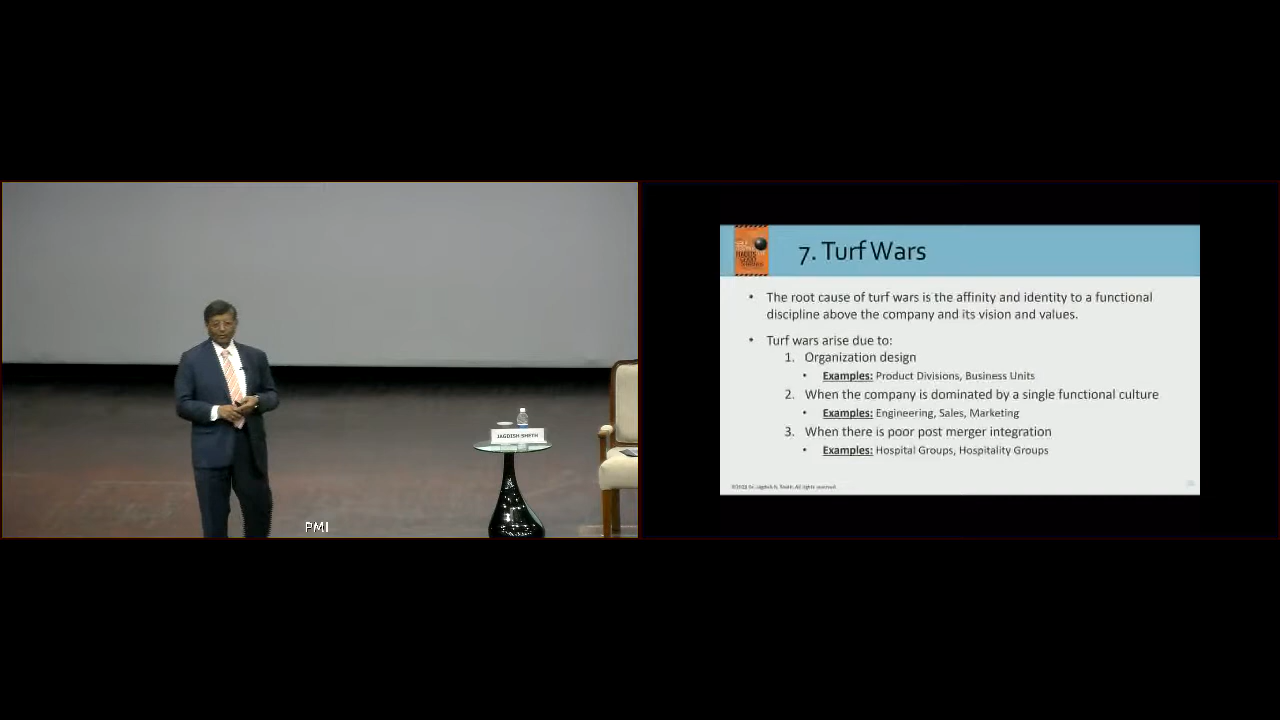 PMI
JAGDISH SHETH
7. Turf Wars
• The root cause of turf wars is the affinity and identity to a functional
discipline above the company and its vision and values.
• Turf wars arise due to:
1. Organization design
• Examples: Product Divisions, Business Units
2. When the company is dominated by a single functional culture
• Examples: Engineering, Sales, Marketing
3. When there is poor post merger integration
• Examples: Hospital Groups, Hospitality Groups